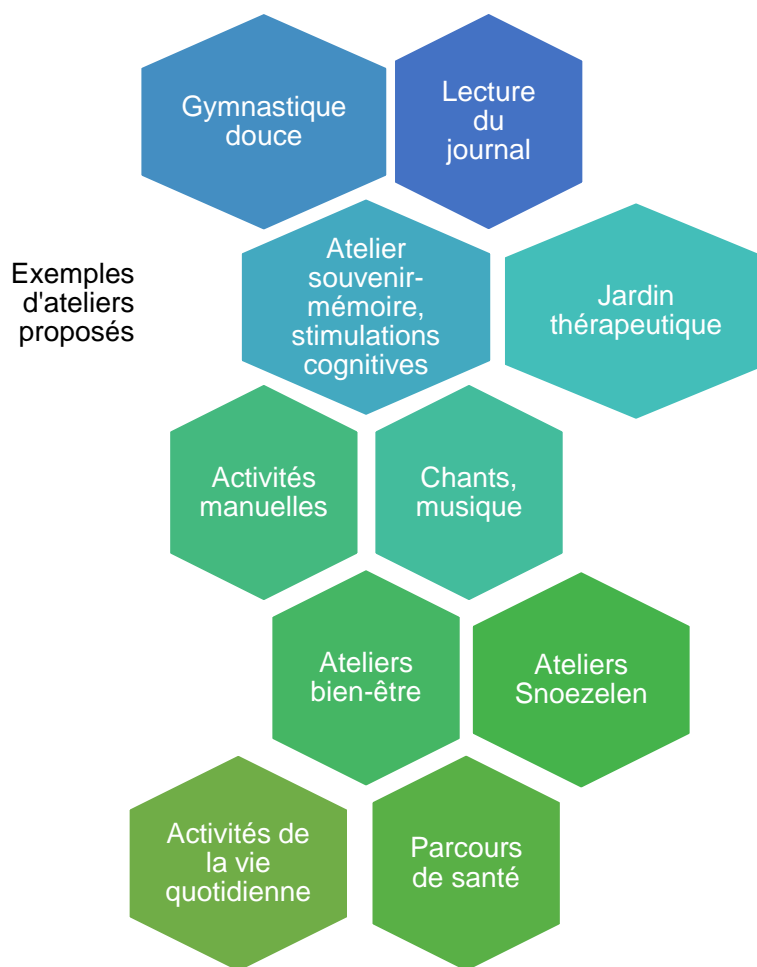 Gymnastique
douce
Lecture
du
journal
Exemples
d'ateliers
proposés
Atelier
souvenir-
mémoire,
stimulations
cognitives
Jardin
thérapeutique
Activités
manuelles
Chants,
musique
Ateliers
bien-être
Ateliers
Snoezelen
Activités de
la vie
quotidienne
Parcours
de santé